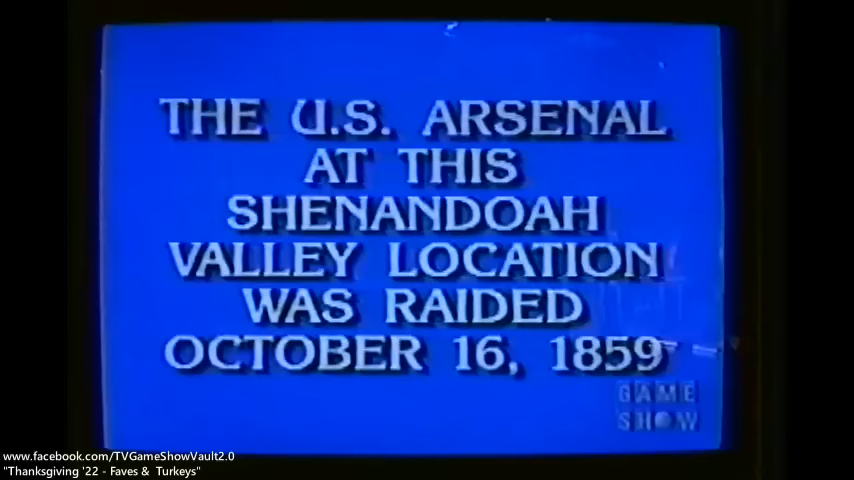 THE U.S. ARSENAL
AT THIS
SHENANDOAH
VALLEY LOCATION
WAS RAIDED
OCTOBER 16, 1859
GAME
SHOW
www.facebook.com/TVGameShowVault2.0
"Thanksgiving '22 - Faves & Turkeys"